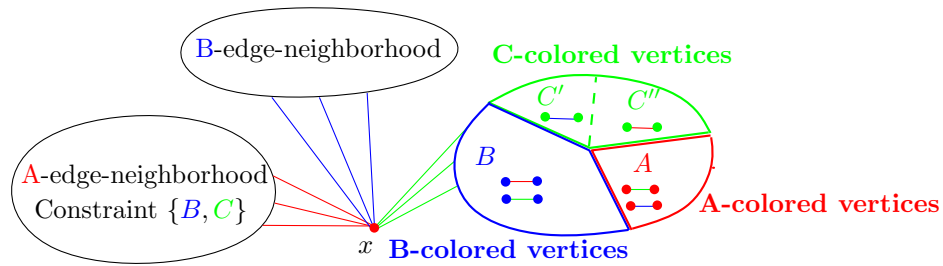 B-edge-neighborhood
C-colored vertices
C′
C″
A-edge-neighborhood
Constraint {B, C}
B
A
A-colored vertices
x
B-colored vertices